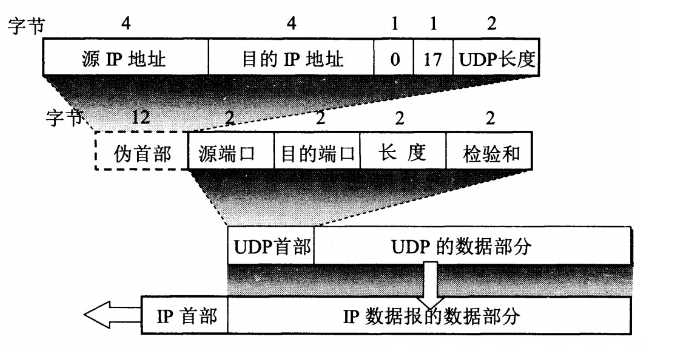 字节 4 4 1 1 2
源 IP 地址 目的 IP 地址 0 17 UDP长度
字节 12 2 2 2 2
伪首部 源端口 目的端口 长 度 检验和
UDP首部 UDP 的数据部分
IP 首部 IP 数据报的数据部分